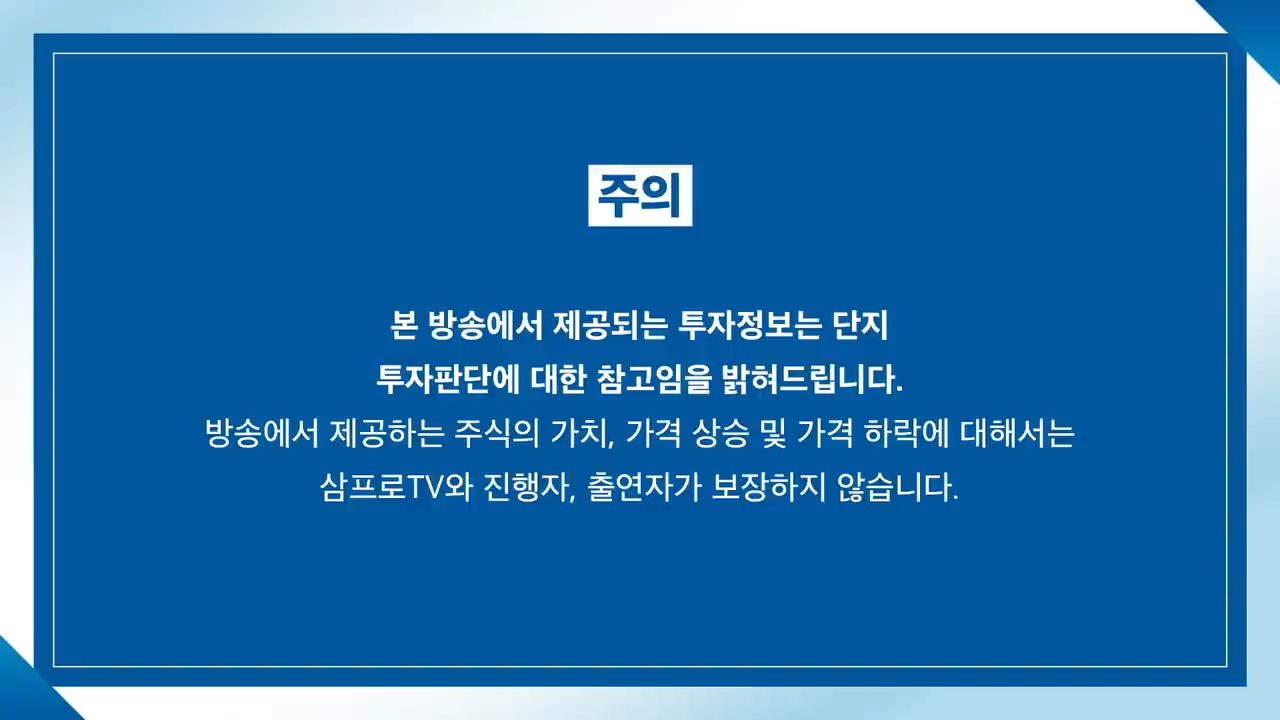 주의
본 방송에서 제공되는 투자정보는 단지
투자판단에 대한 참고임을 밝혀드립니다.
방송에서 제공하는 주식의 가치, 가격 상승 및 가격 하락에 대해서는
삼프로TV와 진행자, 출연자가 보장하지 않습니다.